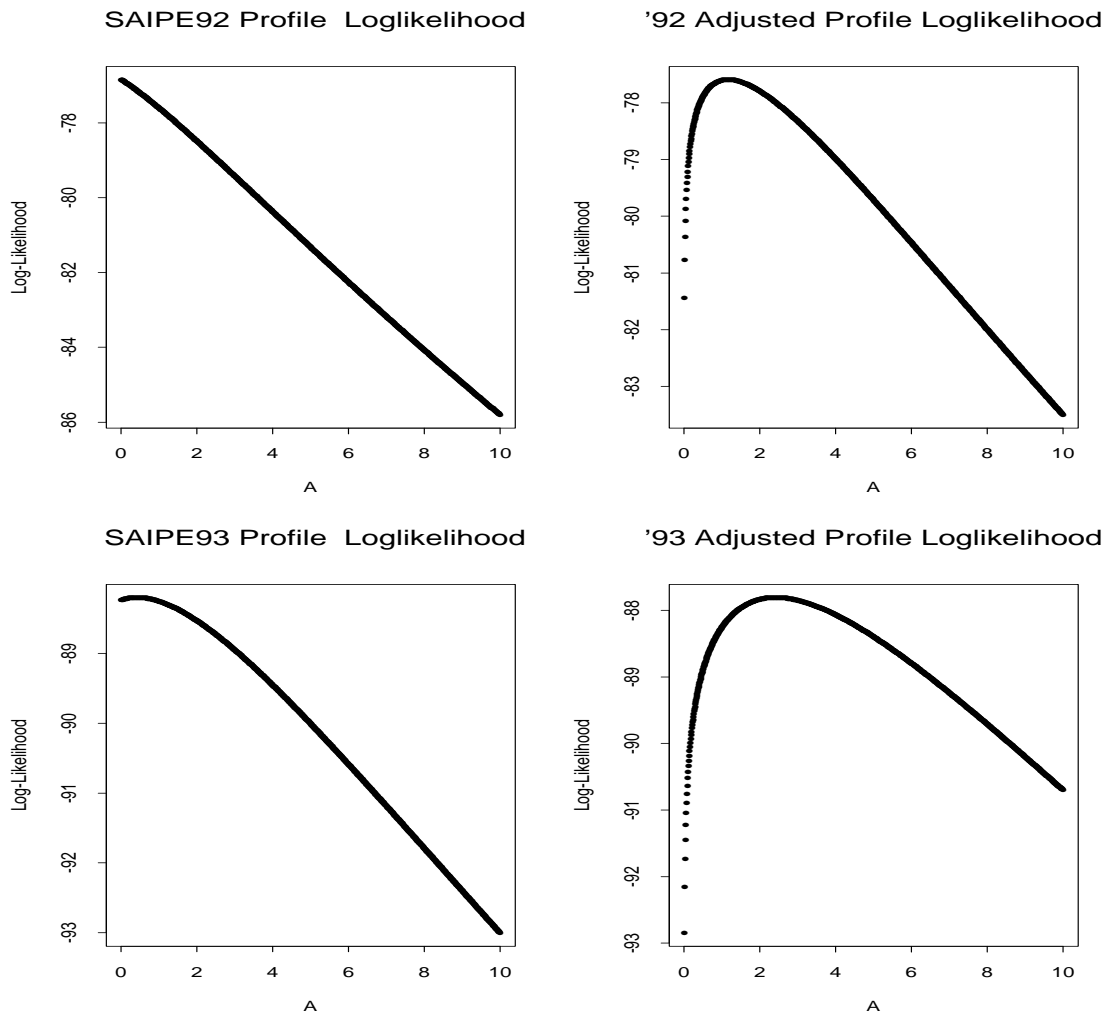 SAIPE92 Profile  Loglikelihood
Log-Likelihood
-78
-80
-82
-84
-86
0 2 4 6 8 10
A
'92 Adjusted Profile Loglikelihood
Log-Likelihood
-78
-79
-80
-81
-82
-83
0 2 4 6 8 10
A
SAIPE93 Profile  Loglikelihood
Log-Likelihood
-89
-90
-91
-92
-93
0 2 4 6 8 10
A
'93 Adjusted Profile Loglikelihood
Log-Likelihood
-88
-89
-90
-91
-92
-93
0 2 4 6 8 10
A